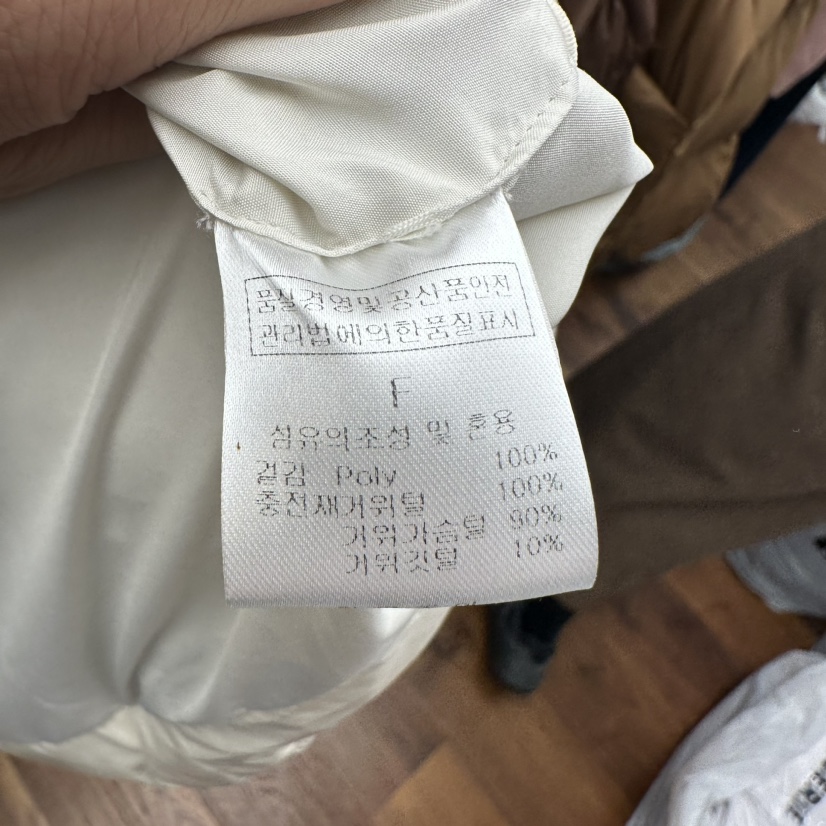 품질경영및공산품안전
관리법에의한품질표시
F
섬유의조성 및 혼용
겉감 Poly 100%
충전재거위털 100%
거위가슴털 90%
거위깃털 10%